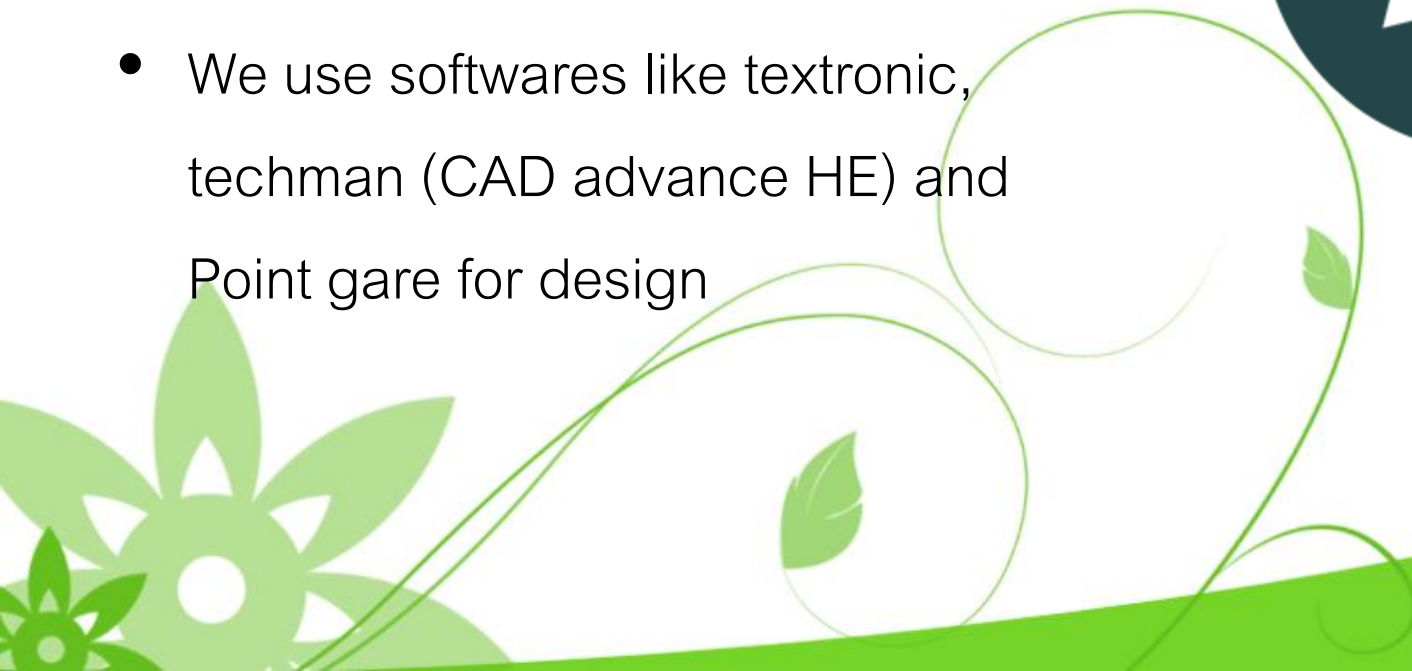 • We use softwares like textronic,
techman (CAD advance HE) and
Point gare for design